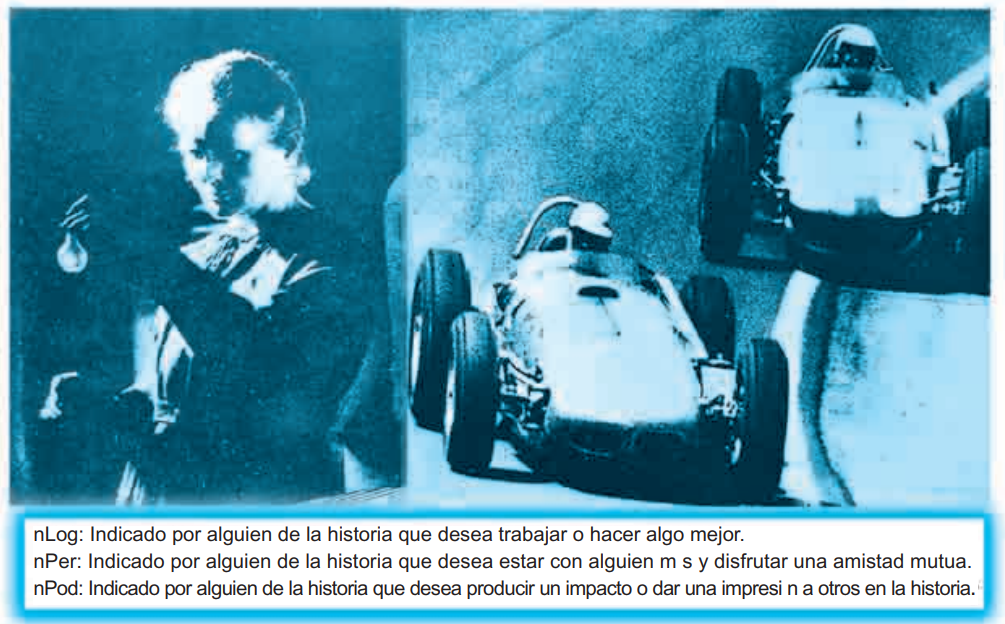 nLog: Indicado por alguien de la historia que desea trabajar o hacer algo mejor.
nPer: Indicado por alguien de la historia que desea estar con alguien m s y disfrutar una amistad mutua.
nPod: Indicado por alguien de la historia que desea producir un impacto o dar una impresi n a otros en la historia.